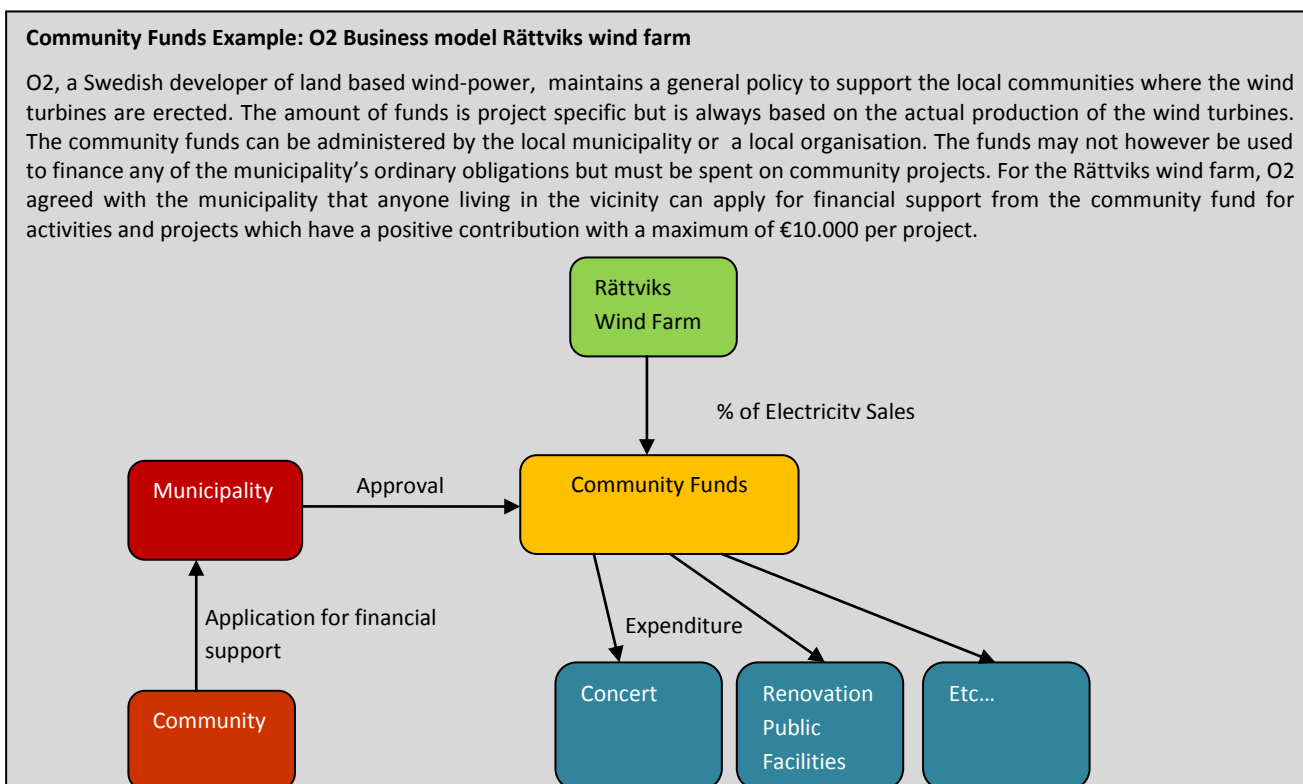 Community Funds Example: O2 Business model Rättviks wind farm
O2, a Swedish developer of land based wind-power, maintains a general policy to support the local communities where the wind
turbines are erected. The amount of funds is project specific but is always based on the actual production of the wind turbines.
The community funds can be administered by the local municipality or a local organisation. The funds may not however be used
to finance any of the municipality's ordinary obligations but must be spent on community projects. For the Rättviks wind farm, O2
agreed with the municipality that anyone living in the vicinity can apply for financial support from the community fund for
activities and projects which have a positive contribution with a maximum of €10.000 per project.
Rättviks
Wind Farm
% of Electricity Sales
Municipality
Approval
Community Funds
Application for financial
support
Expenditure
Community
Concert
Renovation
Public
Facilities
Etc...